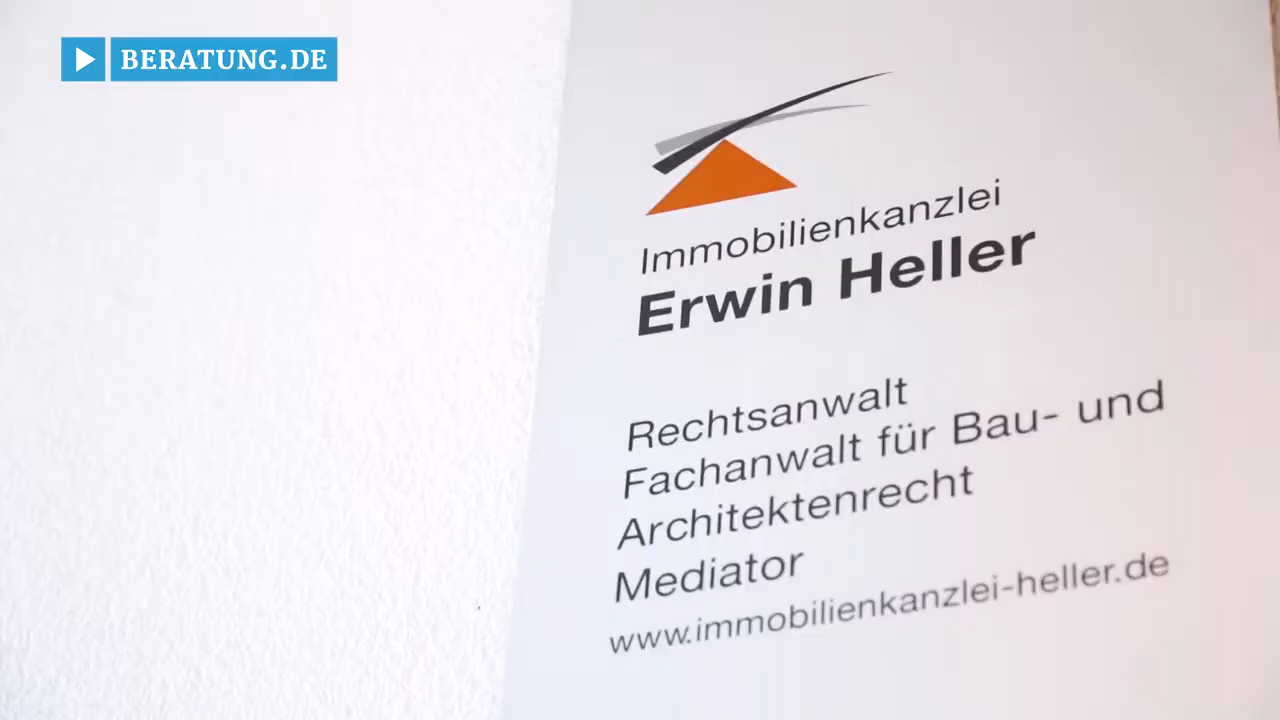 BERATUNG.DE
Immobilienkanzlei
Erwin Heller
Rechtsanwalt
Fachanwalt für Bau- und
Architektenrecht
Mediator
www.immobilienkanzlei-heller.de